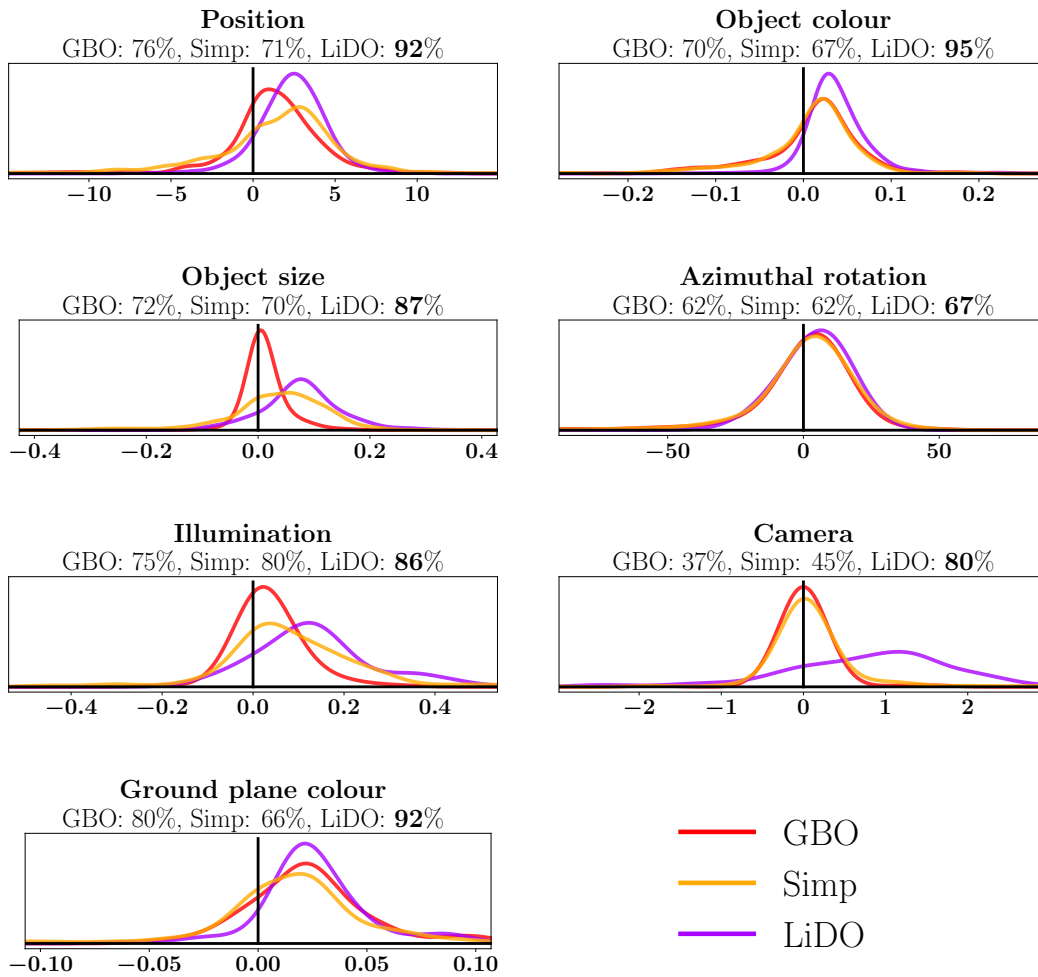 Position
GBO: 76%, Simp: 71%, LiDO: 92%
−10 −5 0 5 10
Object colour
GBO: 70%, Simp: 67%, LiDO: 95%
−0.2 −0.1 0.0 0.1 0.2
Object size
GBO: 72%, Simp: 70%, LiDO: 87%
−0.4 −0.2 0.0 0.2 0.4
Azimuthal rotation
GBO: 62%, Simp: 62%, LiDO: 67%
−50 0 50
Illumination
GBO: 75%, Simp: 80%, LiDO: 86%
−0.4 −0.2 0.0 0.2 0.4
Camera
GBO: 37%, Simp: 45%, LiDO: 80%
−2 −1 0 1 2
Ground plane colour
GBO: 80%, Simp: 66%, LiDO: 92%
−0.10 −0.05 0.00 0.05 0.10
GBO
Simp
LiDO